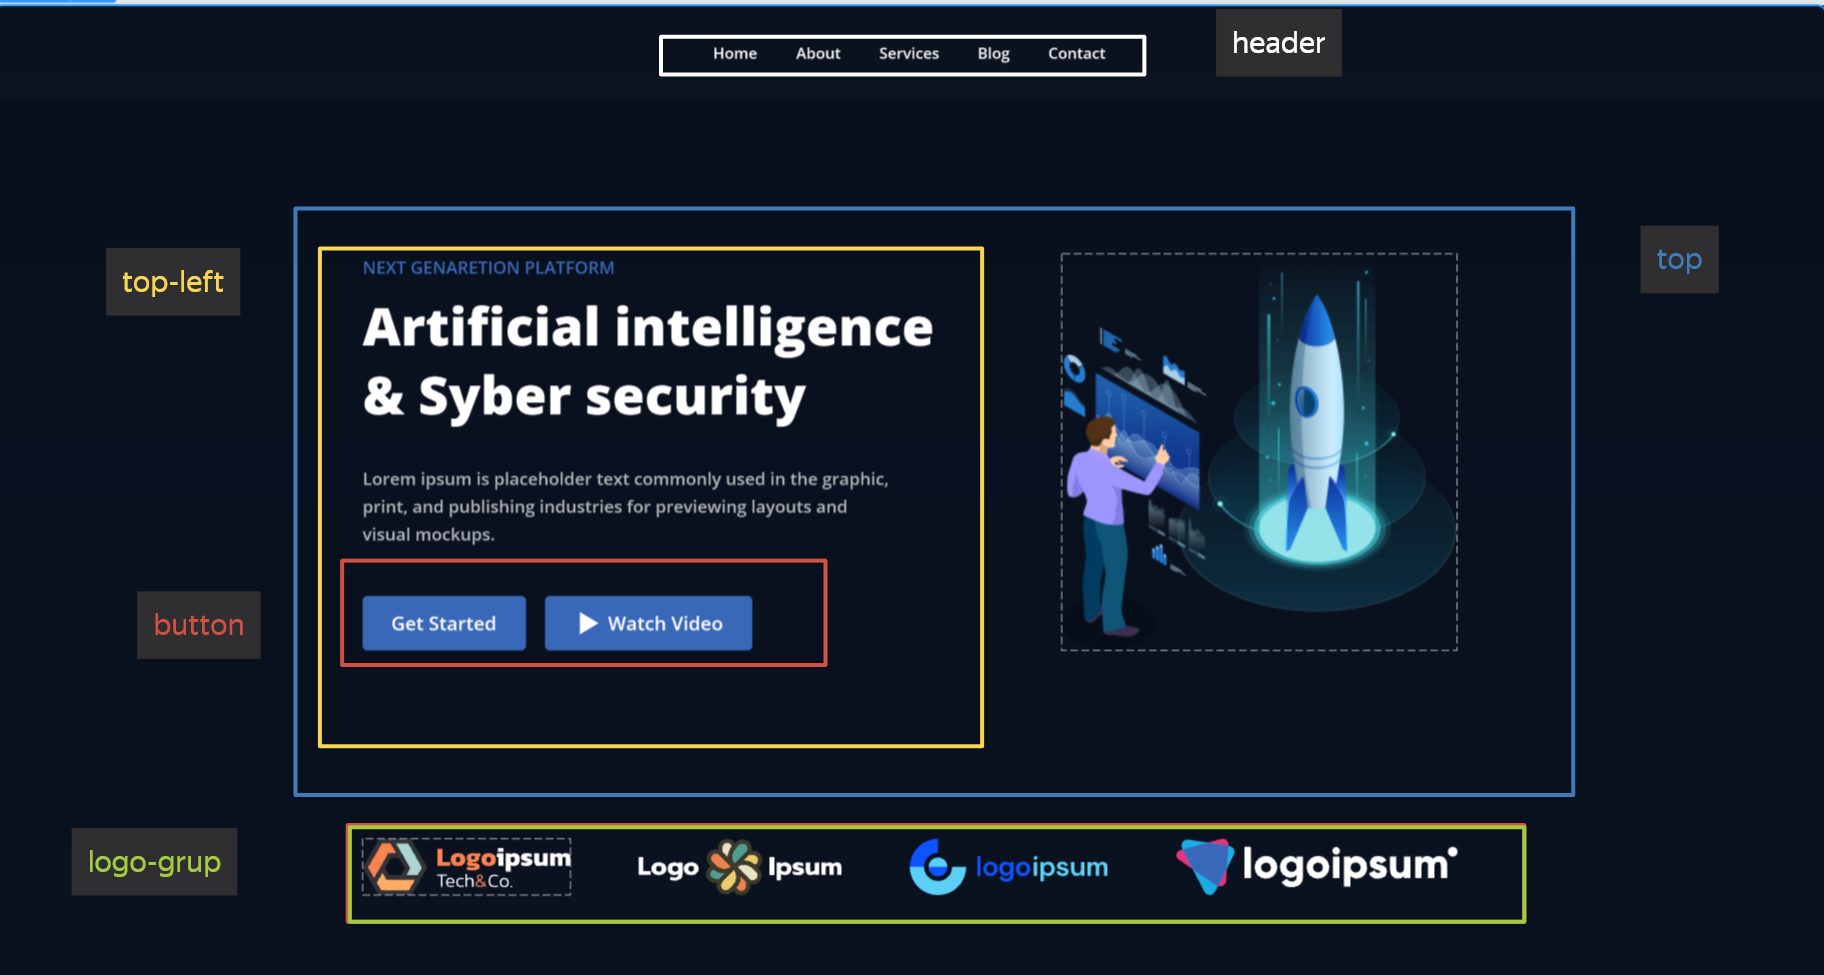 Home About Services Blog Contact
header
top-left
top
NEXT GENARETION PLATFORM
Artificial intelligence
& Syber security
Lorem ipsum is placeholder text commonly used in the graphic,
print, and publishing industries for previewing layouts and
visual mockups.
button
Get Started
Watch Video
logo-grup
Logoipsum
Tech&Co.
Logo Ipsum
logoipsum
logoipsum